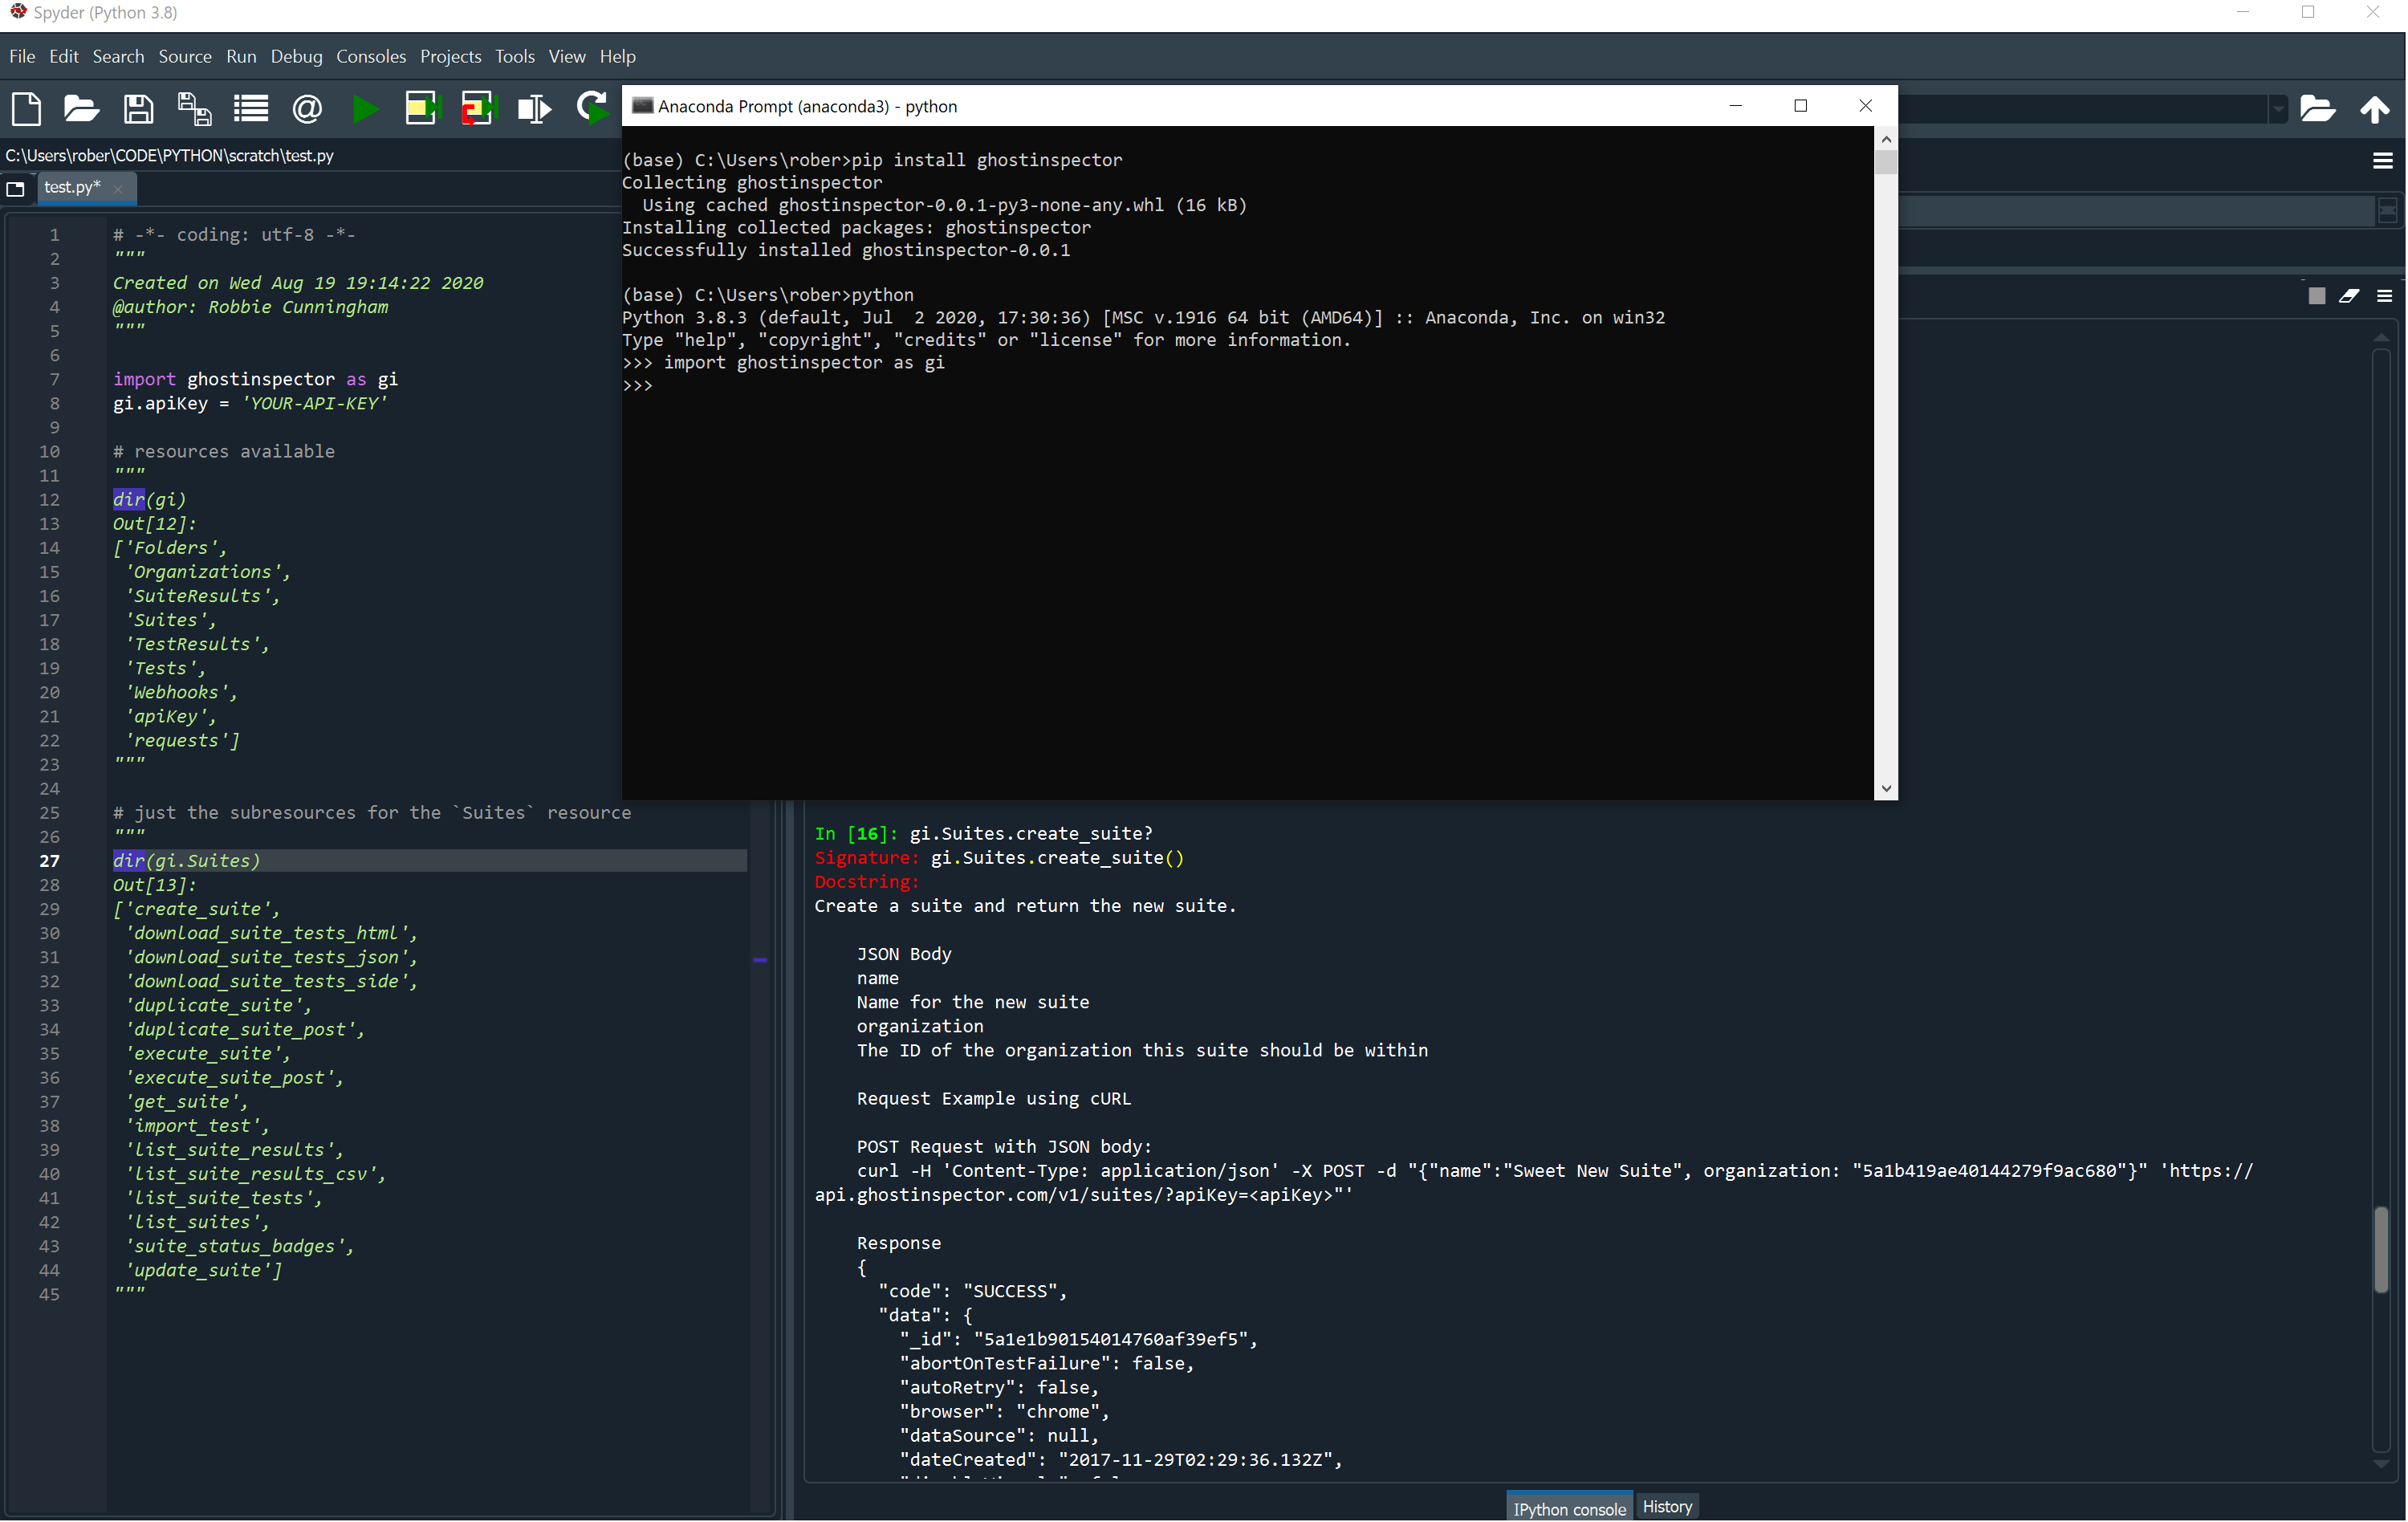 Spyder (Python 3.8)
File Edit Search Source Run Debug Consoles Projects Tools View Help
C:\Users\rober\CODE\PYTHON\scratch\test.py
test.py*
1 # -*- coding: utf-8 -*-
2 """
3 Created on Wed Aug 19 19:14:22 2020
4 @author: Robbie Cunningham
5 """
6
7 import ghostinspector as gi
8 gi.apiKey = 'YOUR-API-KEY'
9
10 # resources available
11 """
12 dir(gi)
13 Out[12]:
14 ['Folders',
15 'Organizations',
16 'SuiteResults',
17 'Suites',
18 'TestResults',
19 'Tests',
20 'Webhooks',
21 'apiKey',
22 'requests']
23 """
24
25 # just the subresources for the `Suites` resource
26 """
27 dir(gi.Suites)
28 Out[13]:
29 ['create_suite',
30 'download_suite_tests_html',
31 'download_suite_tests_json',
32 'download_suite_tests_side',
33 'duplicate_suite',
34 'duplicate_suite_post',
35 'execute_suite',
36 'execute_suite_post',
37 'get_suite',
38 'import_test',
39 'list_suite_results',
40 'list_suite_results_csv',
41 'list_suite_tests',
42 'list_suites',
43 'suite_status_badges',
44 'update_suite']
45 """
Anaconda Prompt (anaconda3) - python
(base) C:\Users\rober>pip install ghostinspector
Collecting ghostinspector
Using cached ghostinspector-0.0.1-py3-none-any.whl (16 kB)
Installing collected packages: ghostinspector
Successfully installed ghostinspector-0.0.1
(base) C:\Users\rober>python
Python 3.8.3 (default, Jul  2 2020, 17:30:36) [MSC v.1916 64 bit (AMD64)] :: Anaconda, Inc. on win32
Type "help", "copyright", "credits" or "license" for more information.
>>> import ghostinspector as gi
>>>
In [16]: gi.Suites.create_suite?
Signature: gi.Suites.create_suite()
Docstring:
Create a suite and return the new suite.
JSON Body
name
Name for the new suite
organization
The ID of the organization this suite should be within
Request Example using cURL
POST Request with JSON body:
curl -H 'Content-Type: application/json' -X POST -d "{"name":"Sweet New Suite", organization: "5a1b419ae40144279f9ac680"}" 'https://
api.ghostinspector.com/v1/suites/?apiKey=<apiKey>"'
Response
{
"code": "SUCCESS",
"data": {
"_id": "5a1e1b90154014760af39ef5",
"abortOnTestFailure": false,
"autoRetry": false,
"browser": "chrome",
"dataSource": null,
"dateCreated": "2017-11-29T02:29:36.132Z",
IPython console History